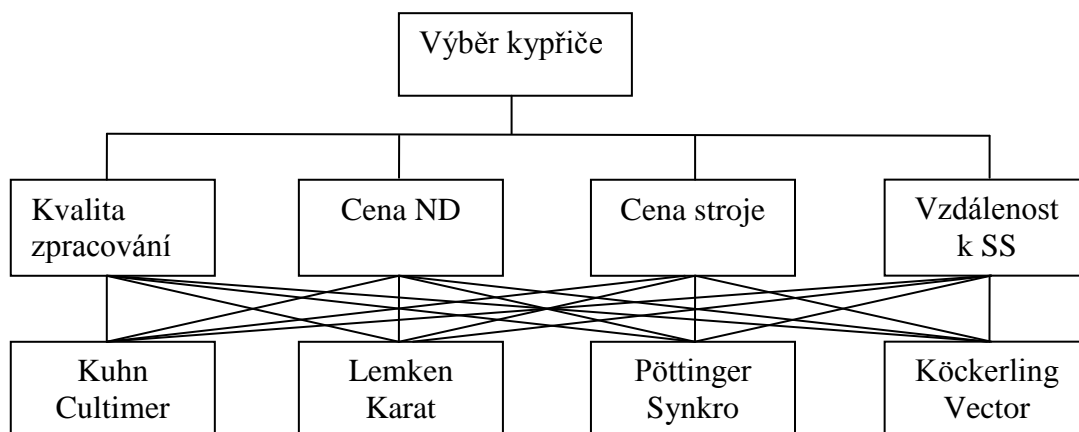 Výběr kypřiče
Kvalita
zpracování
Cena ND
Cena stroje
Vzdálenost
k SS
Kuhn
Cultimer
Lemken
Karat
Pöttinger
Synkro
Köckerling
Vector